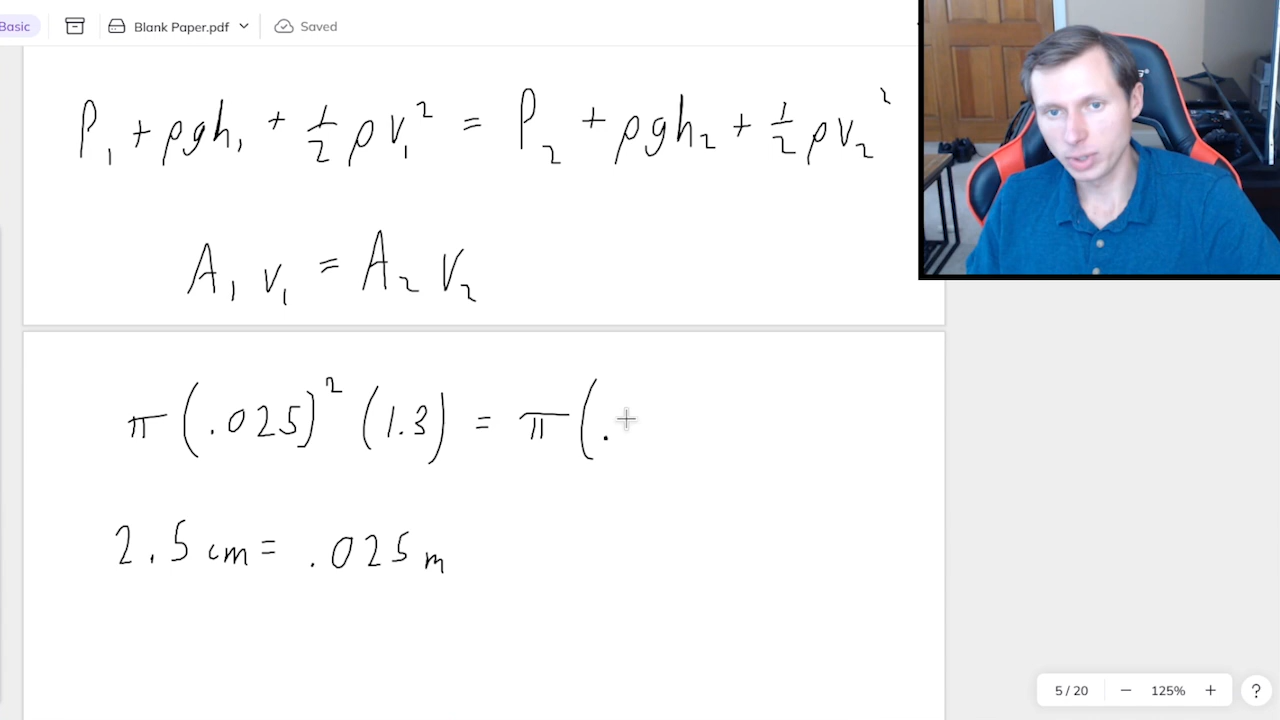 Basic
Blank Paper.pdf
Saved
P₁ + ρgh₁ + 1/2 ρv₁² = P₂ + ρgh₂ + 1/2 ρv₂²
A₁ v₁ = A₂ v₂
π(.025)² (1.3) = π(.
2.5 cm = .025 m
5 / 20
125%
?